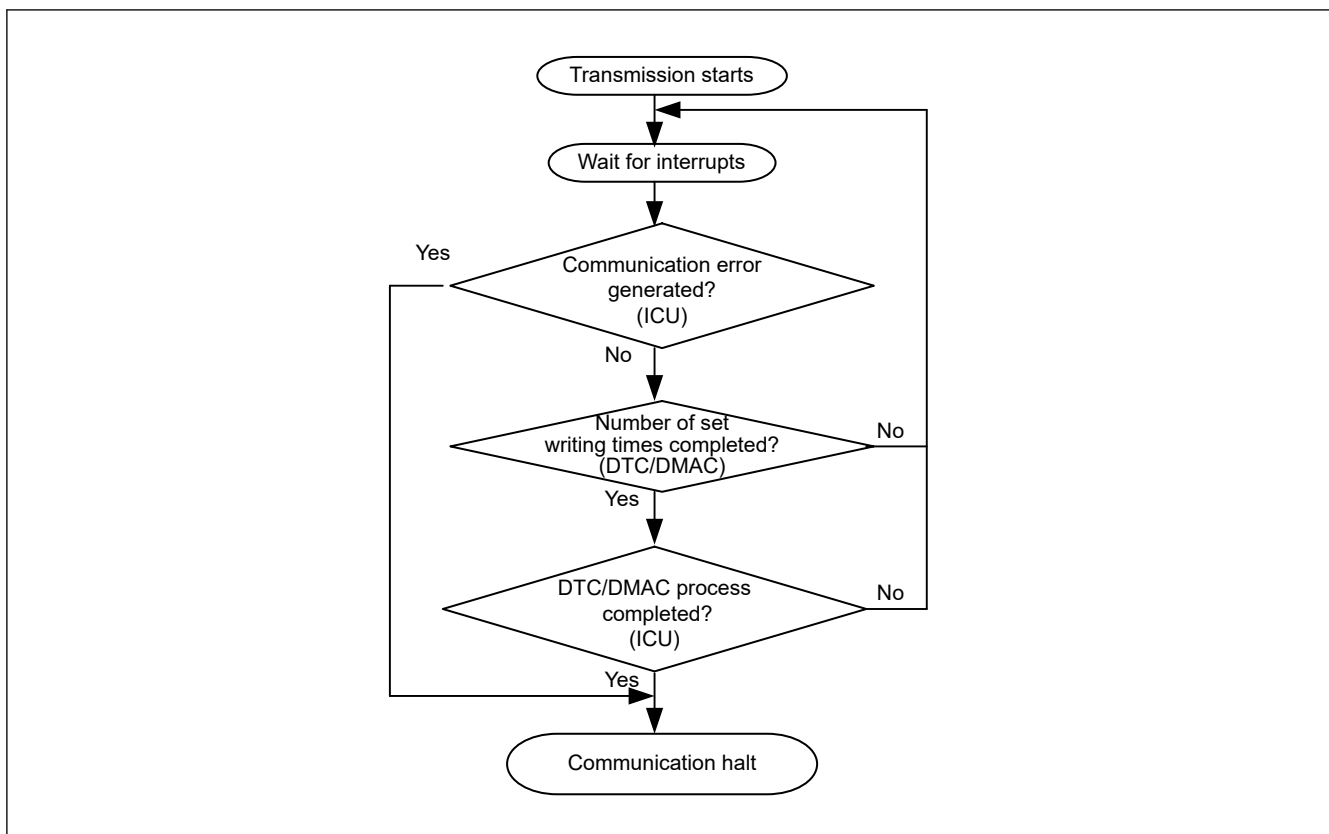 Transmission starts
Wait for interrupts
Yes
Communication error
generated?
(ICU)
No
Number of set
writing times completed?
(DTC/DMAC)
No
Yes
DTC/DMAC process
completed?
(ICU)
No
Yes
Communication halt